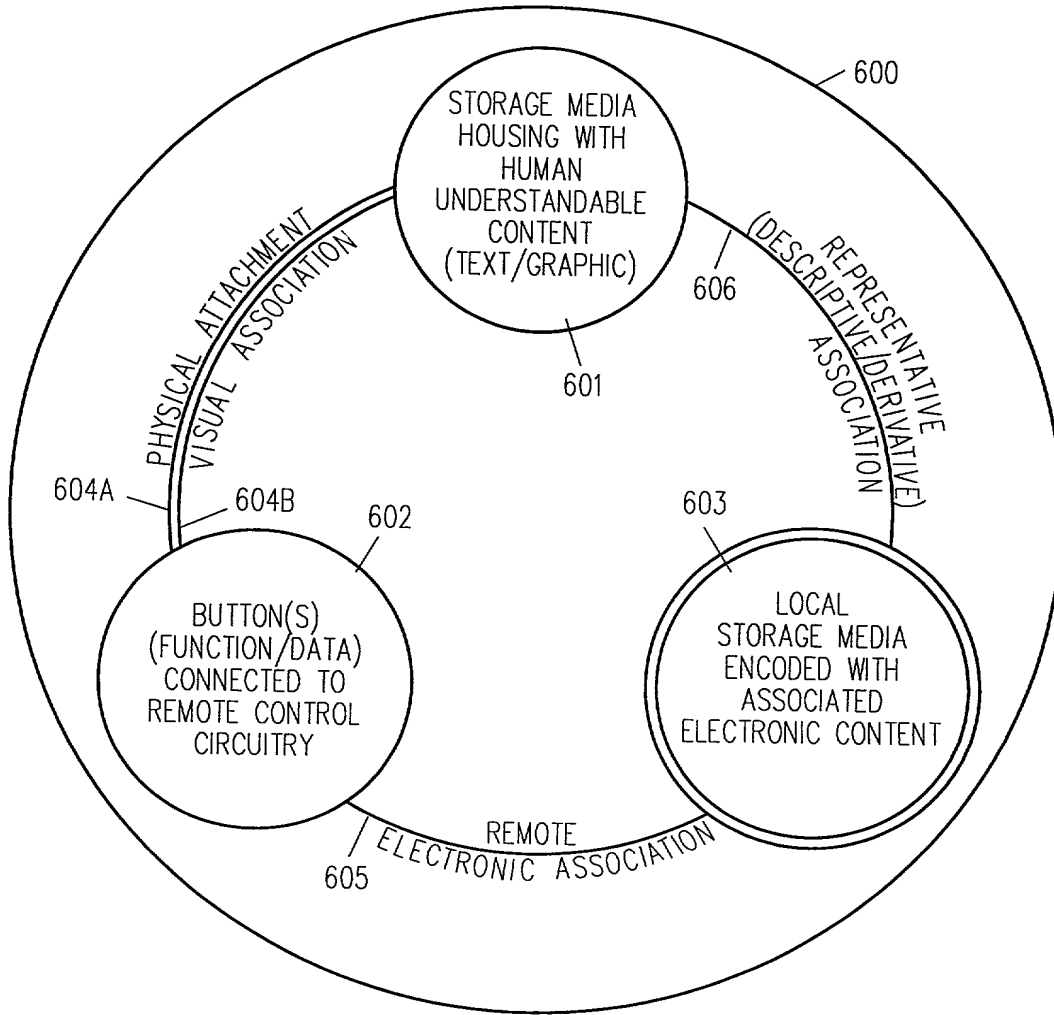 600
STORAGE MEDIA
HOUSING WITH
HUMAN
UNDERSTANDABLE
CONTENT
(TEXT/GRAPHIC)
601
606
PHYSICAL ATTACHMENT
VISUAL ASSOCIATION
REPRESENTATIVE
(DESCRIPTIVE/DERIVATIVE)
ASSOCIATION
604A
604B
602
603
BUTTON(S)
(FUNCTION/DATA)
CONNECTED TO
REMOTE CONTROL
CIRCUITRY
LOCAL
STORAGE MEDIA
ENCODED WITH
ASSOCIATED
ELECTRONIC CONTENT
REMOTE
ELECTRONIC ASSOCIATION
605